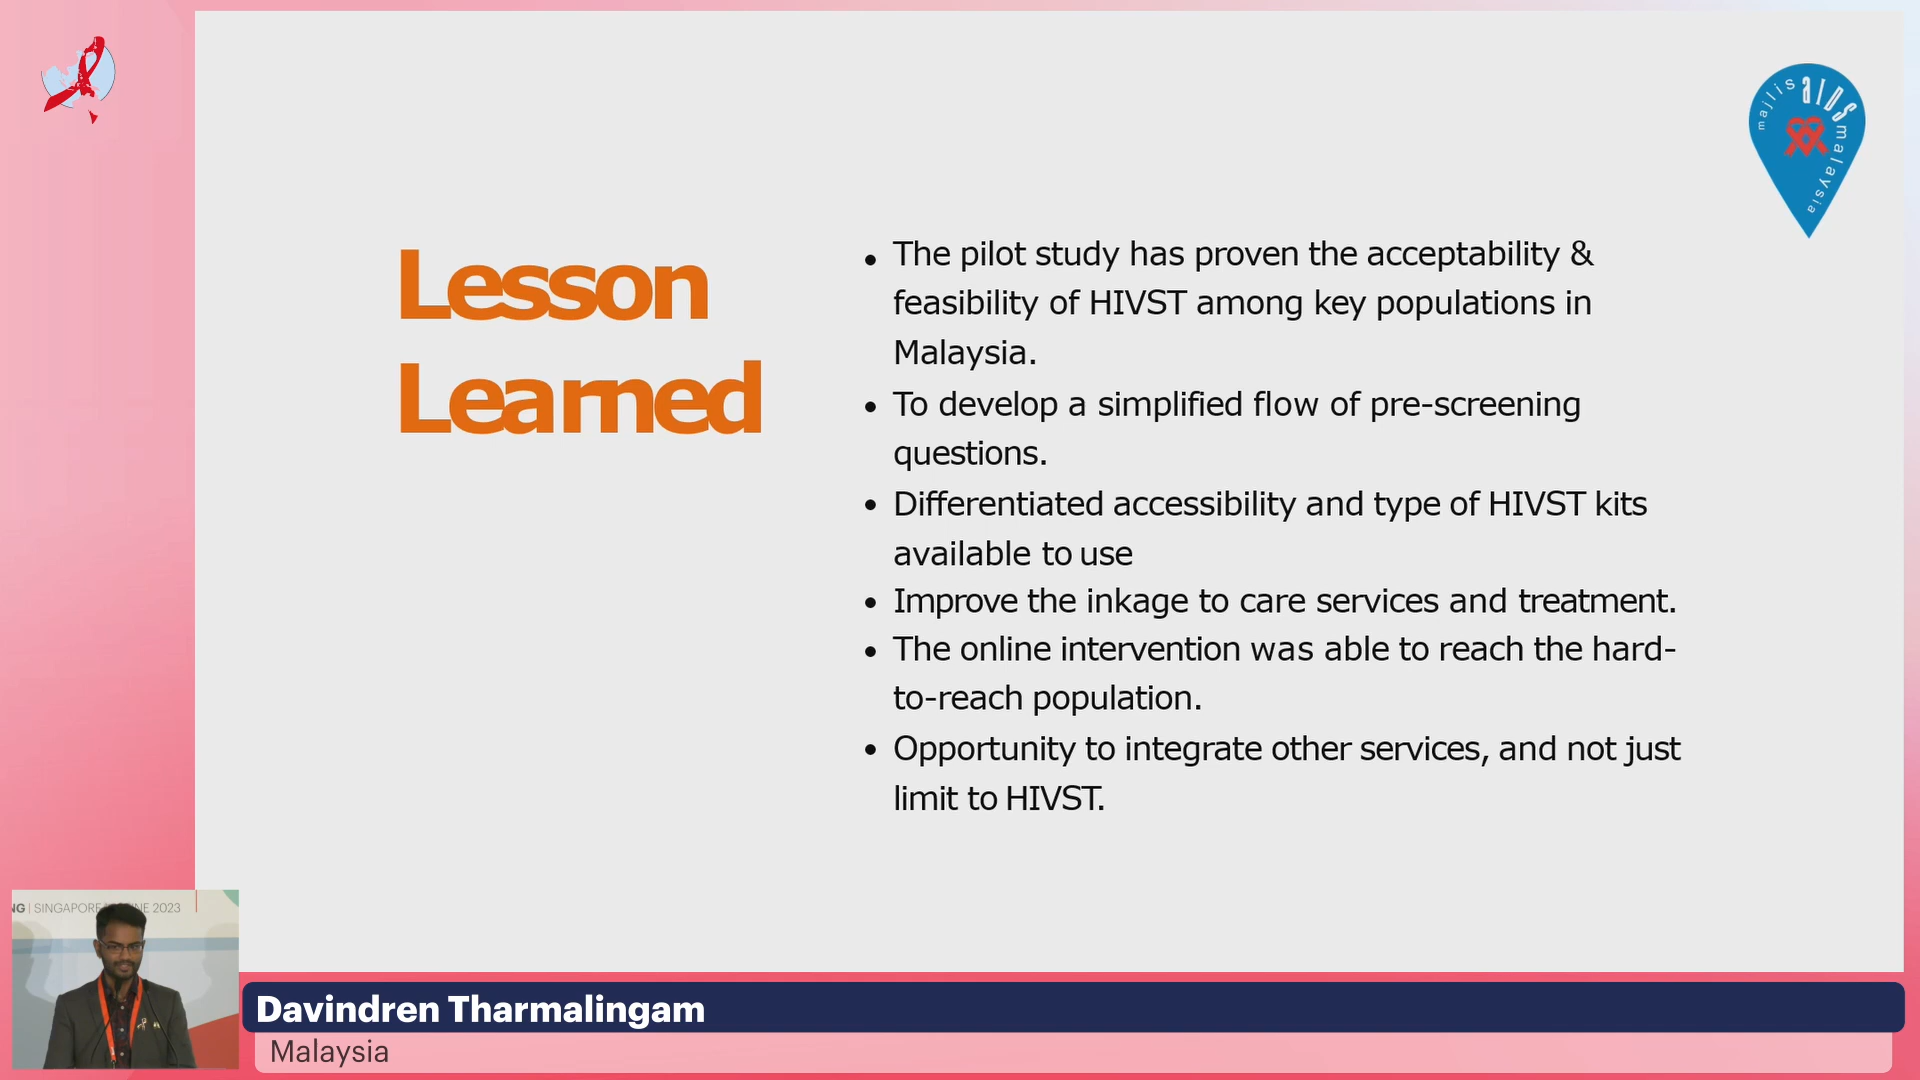 majlis AIDS malaysia
Lesson
Learned
• The pilot study has proven the acceptability &
feasibility of HIVST among key populations in
Malaysia.
• To develop a simplified flow of pre-screening
questions.
• Differentiated accessibility and type of HIVST kits
available to use
• Improve the inkage to care services and treatment.
• The online intervention was able to reach the hard-
to-reach population.
• Opportunity to integrate other services, and not just
limit to HIVST.
SINGAPORE 2023
Davindren Tharmalingam
Malaysia